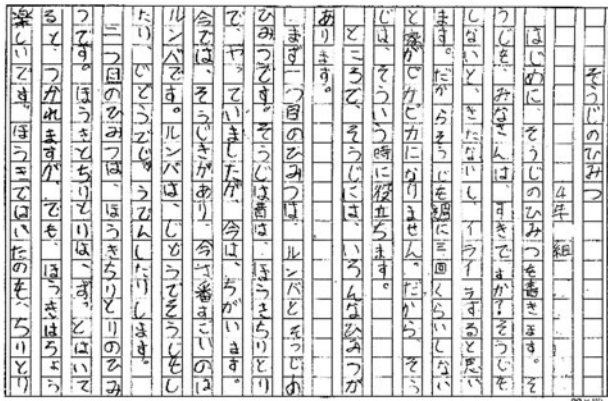 そうじのひみつ
4年 組
はじめに、そうじのひみつを書きます。そ
うじを、みなさんは、すきですか?そうじを
しないと、きたないし、イライラすると思い
ます。だからそうじを週に三回くらいしない
と家がピカピカになりません。だから、そう
じは、そういう時に役立ちます。
ところで、そうじには、いろんなひみつが
あります。
まず一つ目のひみつは、ルンバとそうじの
ひみつです。そうじは昔は、ほうきちりとり
で、やっていましたが、今は、ちがいます。
今では、そうじきがあり、今さ番すごいのは
ルンバです。ルンバは、じどうでそうじをし
たり、じどうでじゅうでんしたりします。
二つ目のひみつは、ほうきちりとりのひみ
つです。ほうきとちりとりは、ずっとはいて
ると、つかれますが、でも、ほうきはちょう
楽しいです。ほうきではいたのを、ちりとり